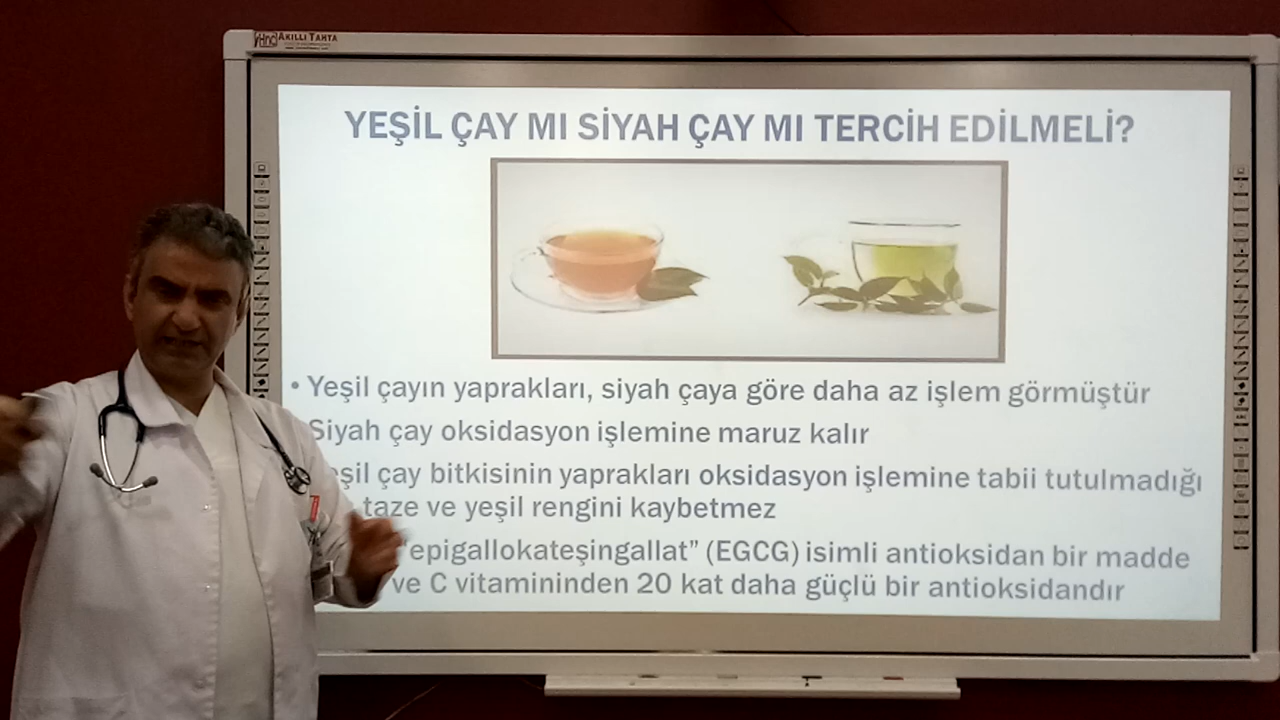 AKILLI TAHTA
YEŞİL ÇAY MI SİYAH ÇAY MI TERCİH EDİLMELİ?
• Yeşil çayın yaprakları, siyah çaya göre daha az işlem görmüştür
Siyah çay oksidasyon işlemine maruz kalır
çay bitkisinin yaprakları oksidasyon işlemine tabii tutulmadığı
taze ve yeşil rengini kaybetmez
"epigallokateşingallat” (EGCG) isimli antioksidan bir madde
ve C vitamininden 20 kat daha güçlü bir antioksidandır